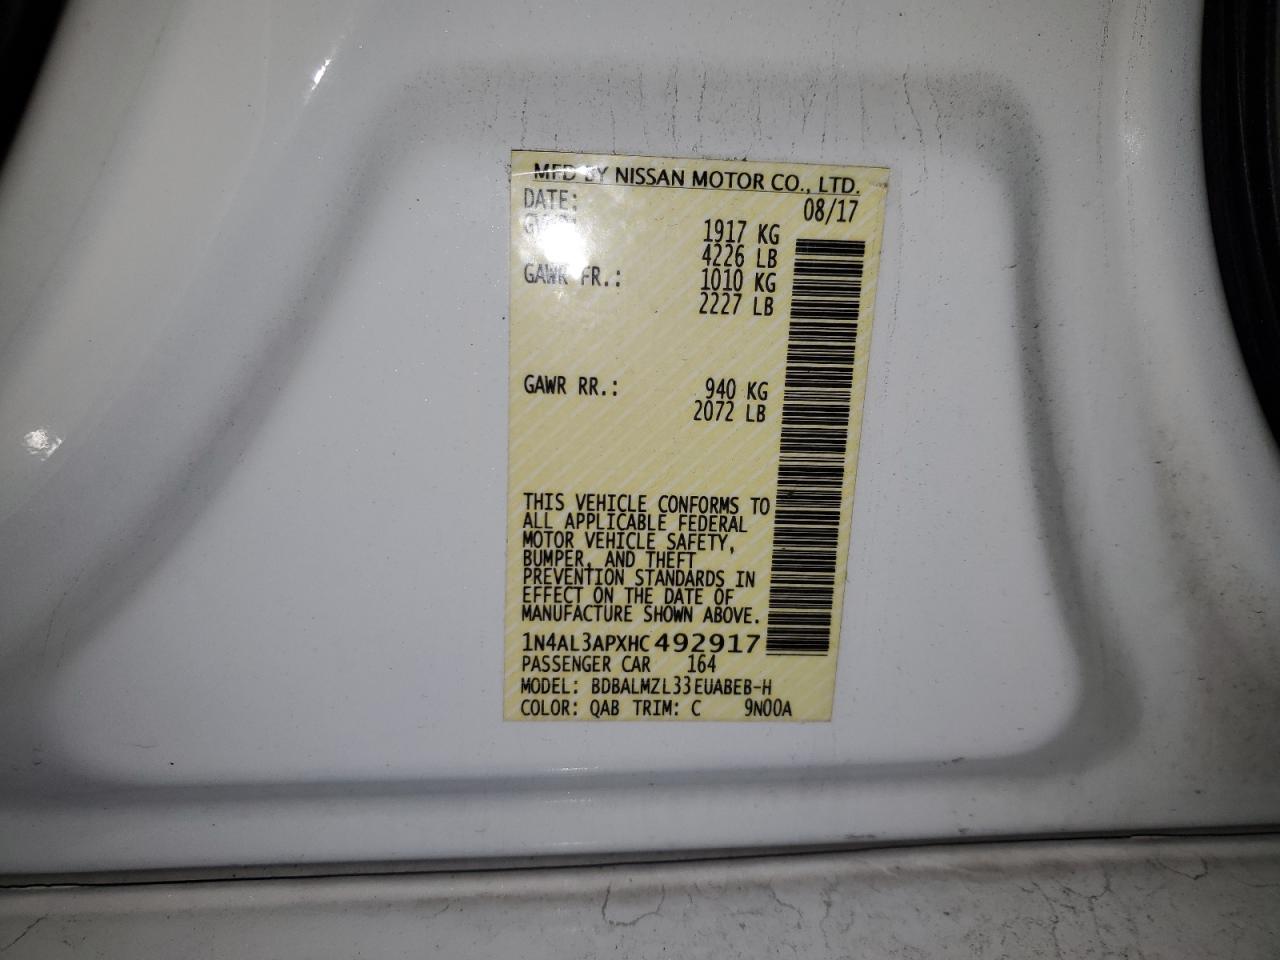 MFD BY NISSAN MOTOR CO., LTD.
DATE: 08/17
1917 KG
4226 LB
GAWR FR.: 1010 KG
2227 LB
GAWR RR.: 940 KG
2072 LB
THIS VEHICLE CONFORMS TO
ALL APPLICABLE FEDERAL
MOTOR VEHICLE SAFETY,
BUMPER, AND THEFT
PREVENTION STANDARDS IN
EFFECT ON THE DATE OF
MANUFACTURE SHOWN ABOVE.
1N4AL3APXHC492917
PASSENGER CAR 164
MODEL: BDBALMZL33EUABEB-H
COLOR: QAB TRIM: C 9N00A